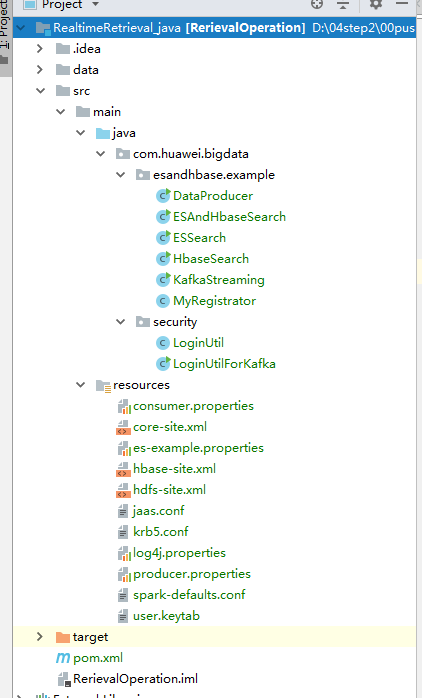 Project
1: Project
RealtimeRetrieval_java [RerievalOperation] D:\04step2\00pus
.idea
data
src
main
java
com.huawei.bigdata
esandhbase.example
DataProducer
ESAndHbaseSearch
ESSearch
HbaseSearch
KafkaStreaming
MyRegistrator
security
LoginUtil
LoginUtilForKafka
resources
consumer.properties
core-site.xml
es-example.properties
hbase-site.xml
hdfs-site.xml
jaas.conf
krb5.conf
log4j.properties
producer.properties
spark-defaults.conf
user.keytab
target
pom.xml
RerievalOperation.iml